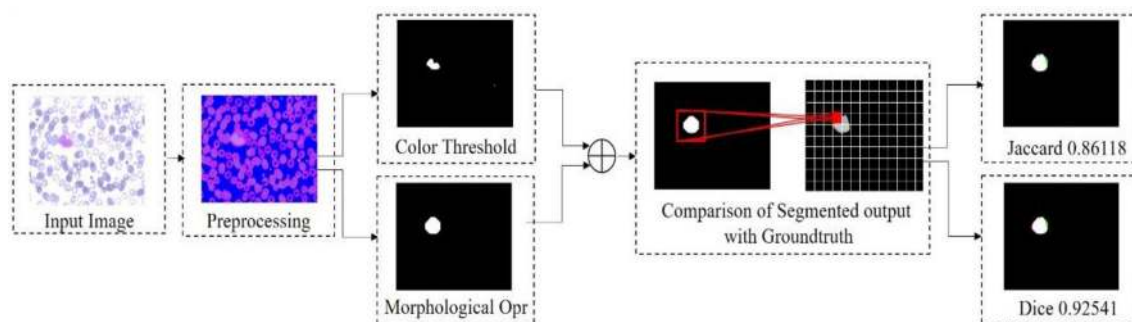 Input Image
Preprocessing
Color Threshold
Morphological Opr
Comparison of Segmented output
with Groundtruth
Jaccard 0.86118
Dice 0.92541